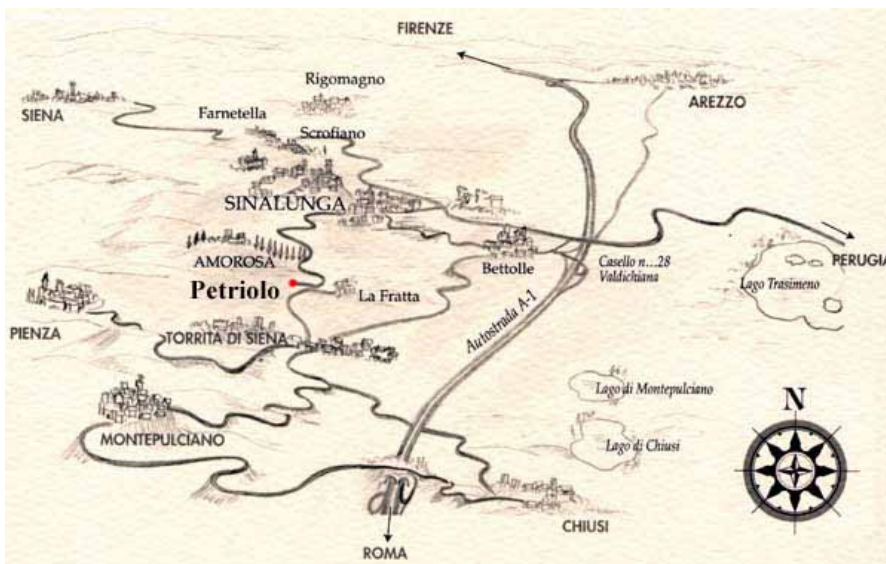 FIRENZE
Rigomagno
AREZZO
SIENA
Farnetella
Scrofiano
SINALUNGA
AMOROSA
Bettolle
Casello n...28
Valdichiana
PERUGIA
Lago Trasimeno
Petriolo
La Fratta
PIENZA
TORRITA DI SIENA
Autostrada A-1
Lago di Montepulciano
N
MONTEPULCIANO
Lago di Chiusi
CHIUSI
ROMA